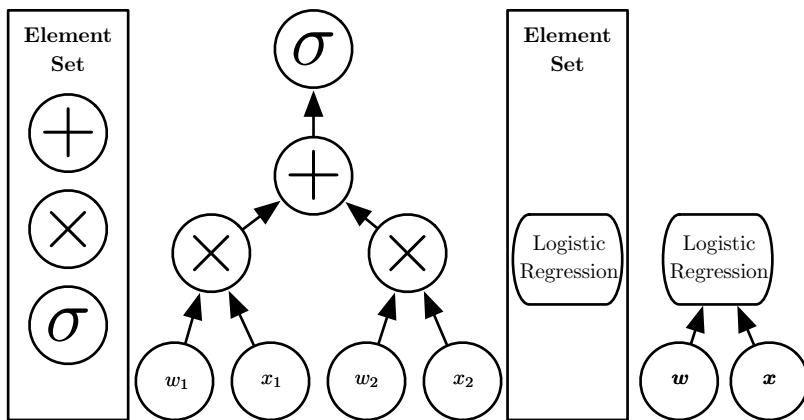 Element
Set
+
×
σ
σ
+
×
×
w₁
x₁
w₂
x₂
Element
Set
Logistic
Regression
Logistic
Regression
w
x